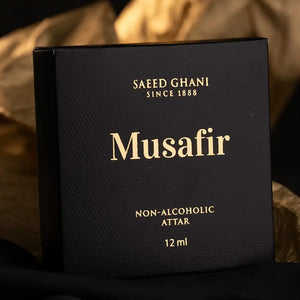 SAEED GHANI
SINCE 1888
Musafir
NON-ALCOHOLIC
ATTAR
12 ml